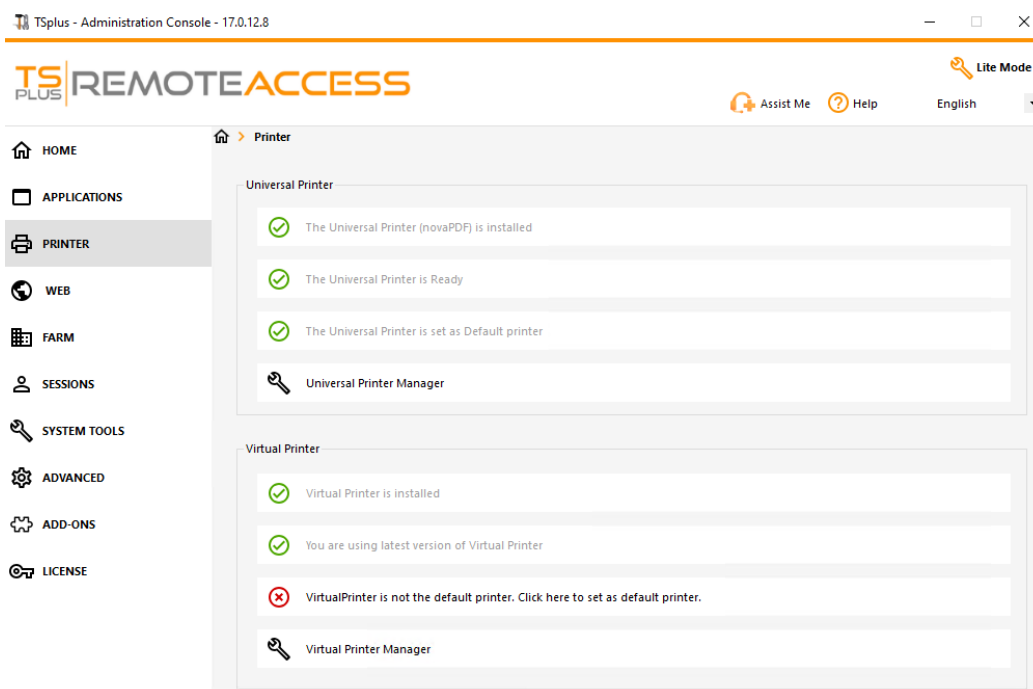 TSplus - Administration Console - 17.0.12.8
TS PLUS REMOTEACCESS
Lite Mode
Assist Me
Help
English
HOME
APPLICATIONS
PRINTER
WEB
FARM
SESSIONS
SYSTEM TOOLS
ADVANCED
ADD-ONS
LICENSE
Printer
Universal Printer
The Universal Printer (novaPDF) is installed
The Universal Printer is Ready
The Universal Printer is set as Default printer
Universal Printer Manager
Virtual Printer
Virtual Printer is installed
You are using latest version of Virtual Printer
VirtualPrinter is not the default printer. Click here to set as default printer.
Virtual Printer Manager